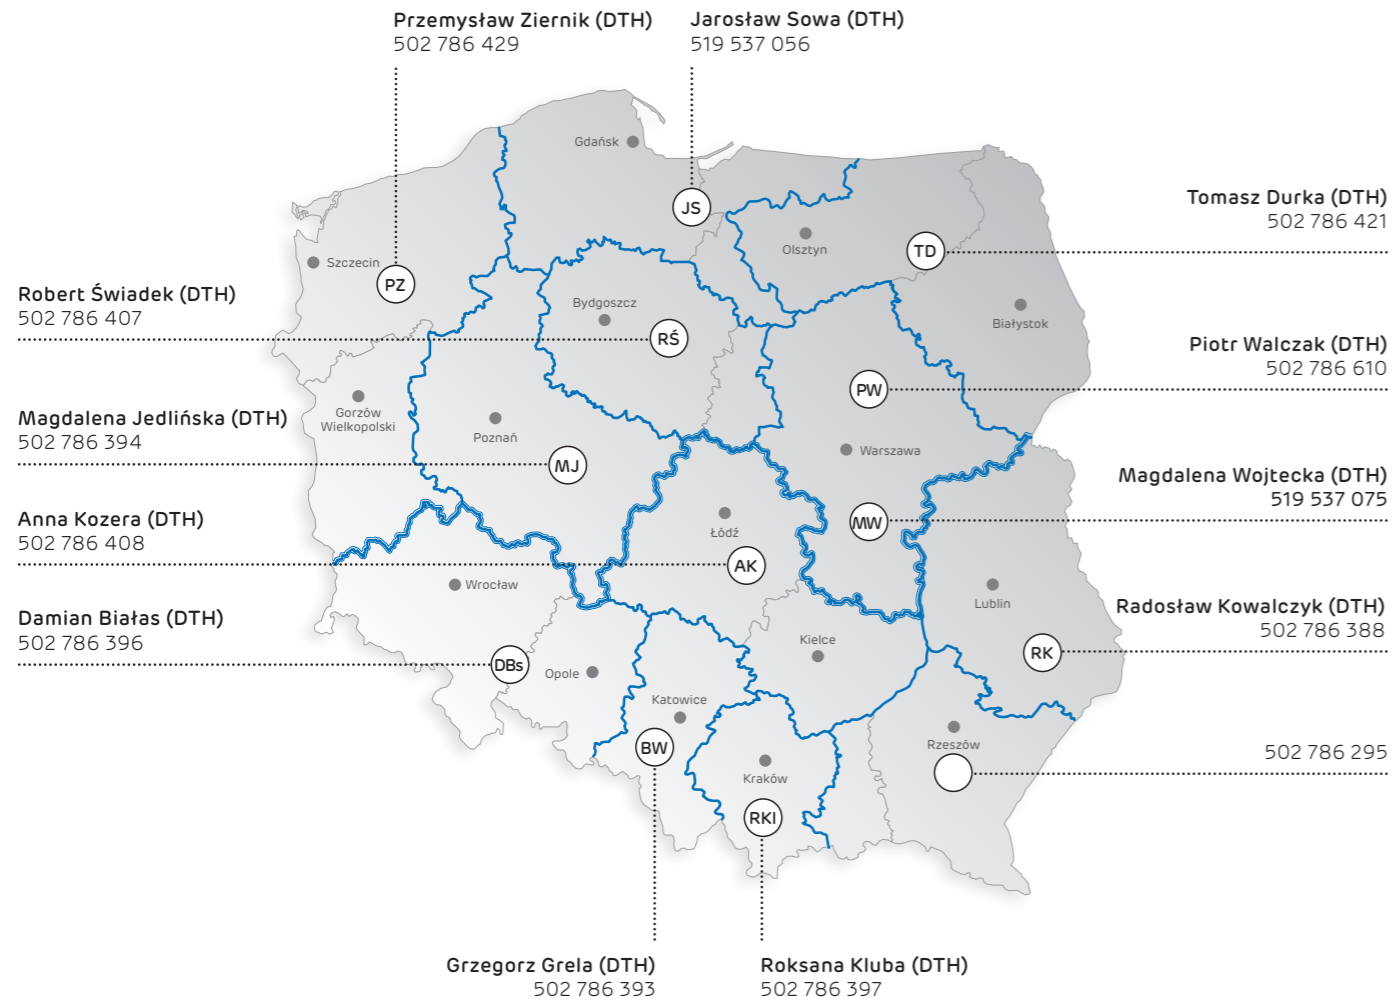 Przemysław Ziernik (DTH)
502 786 429
Jarosław Sowa (DTH)
519 537 056
Gdańsk
JS
Tomasz Durka (DTH)
502 786 421
Olsztyn
TD
Szczecin
PZ
Robert Świadek (DTH)
502 786 407
Bydgoszcz
RŚ
Białystok
Piotr Walczak (DTH)
502 786 610
PW
Gorzów
Wielkopolski
Magdalena Jedlińska (DTH)
502 786 394
Poznań
MJ
Warszawa
Magdalena Wojtecka (DTH)
519 537 075
MW
Anna Kozera (DTH)
502 786 408
Łódź
AK
Wrocław
Lublin
Radosław Kowalczyk (DTH)
502 786 388
RK
Damian Białas (DTH)
502 786 396
DBs
Opole
Kielce
Katowice
BW
Rzeszów
502 786 295
Kraków
RKl
Grzegorz Grela (DTH)
502 786 393
Roksana Kluba (DTH)
502 786 397